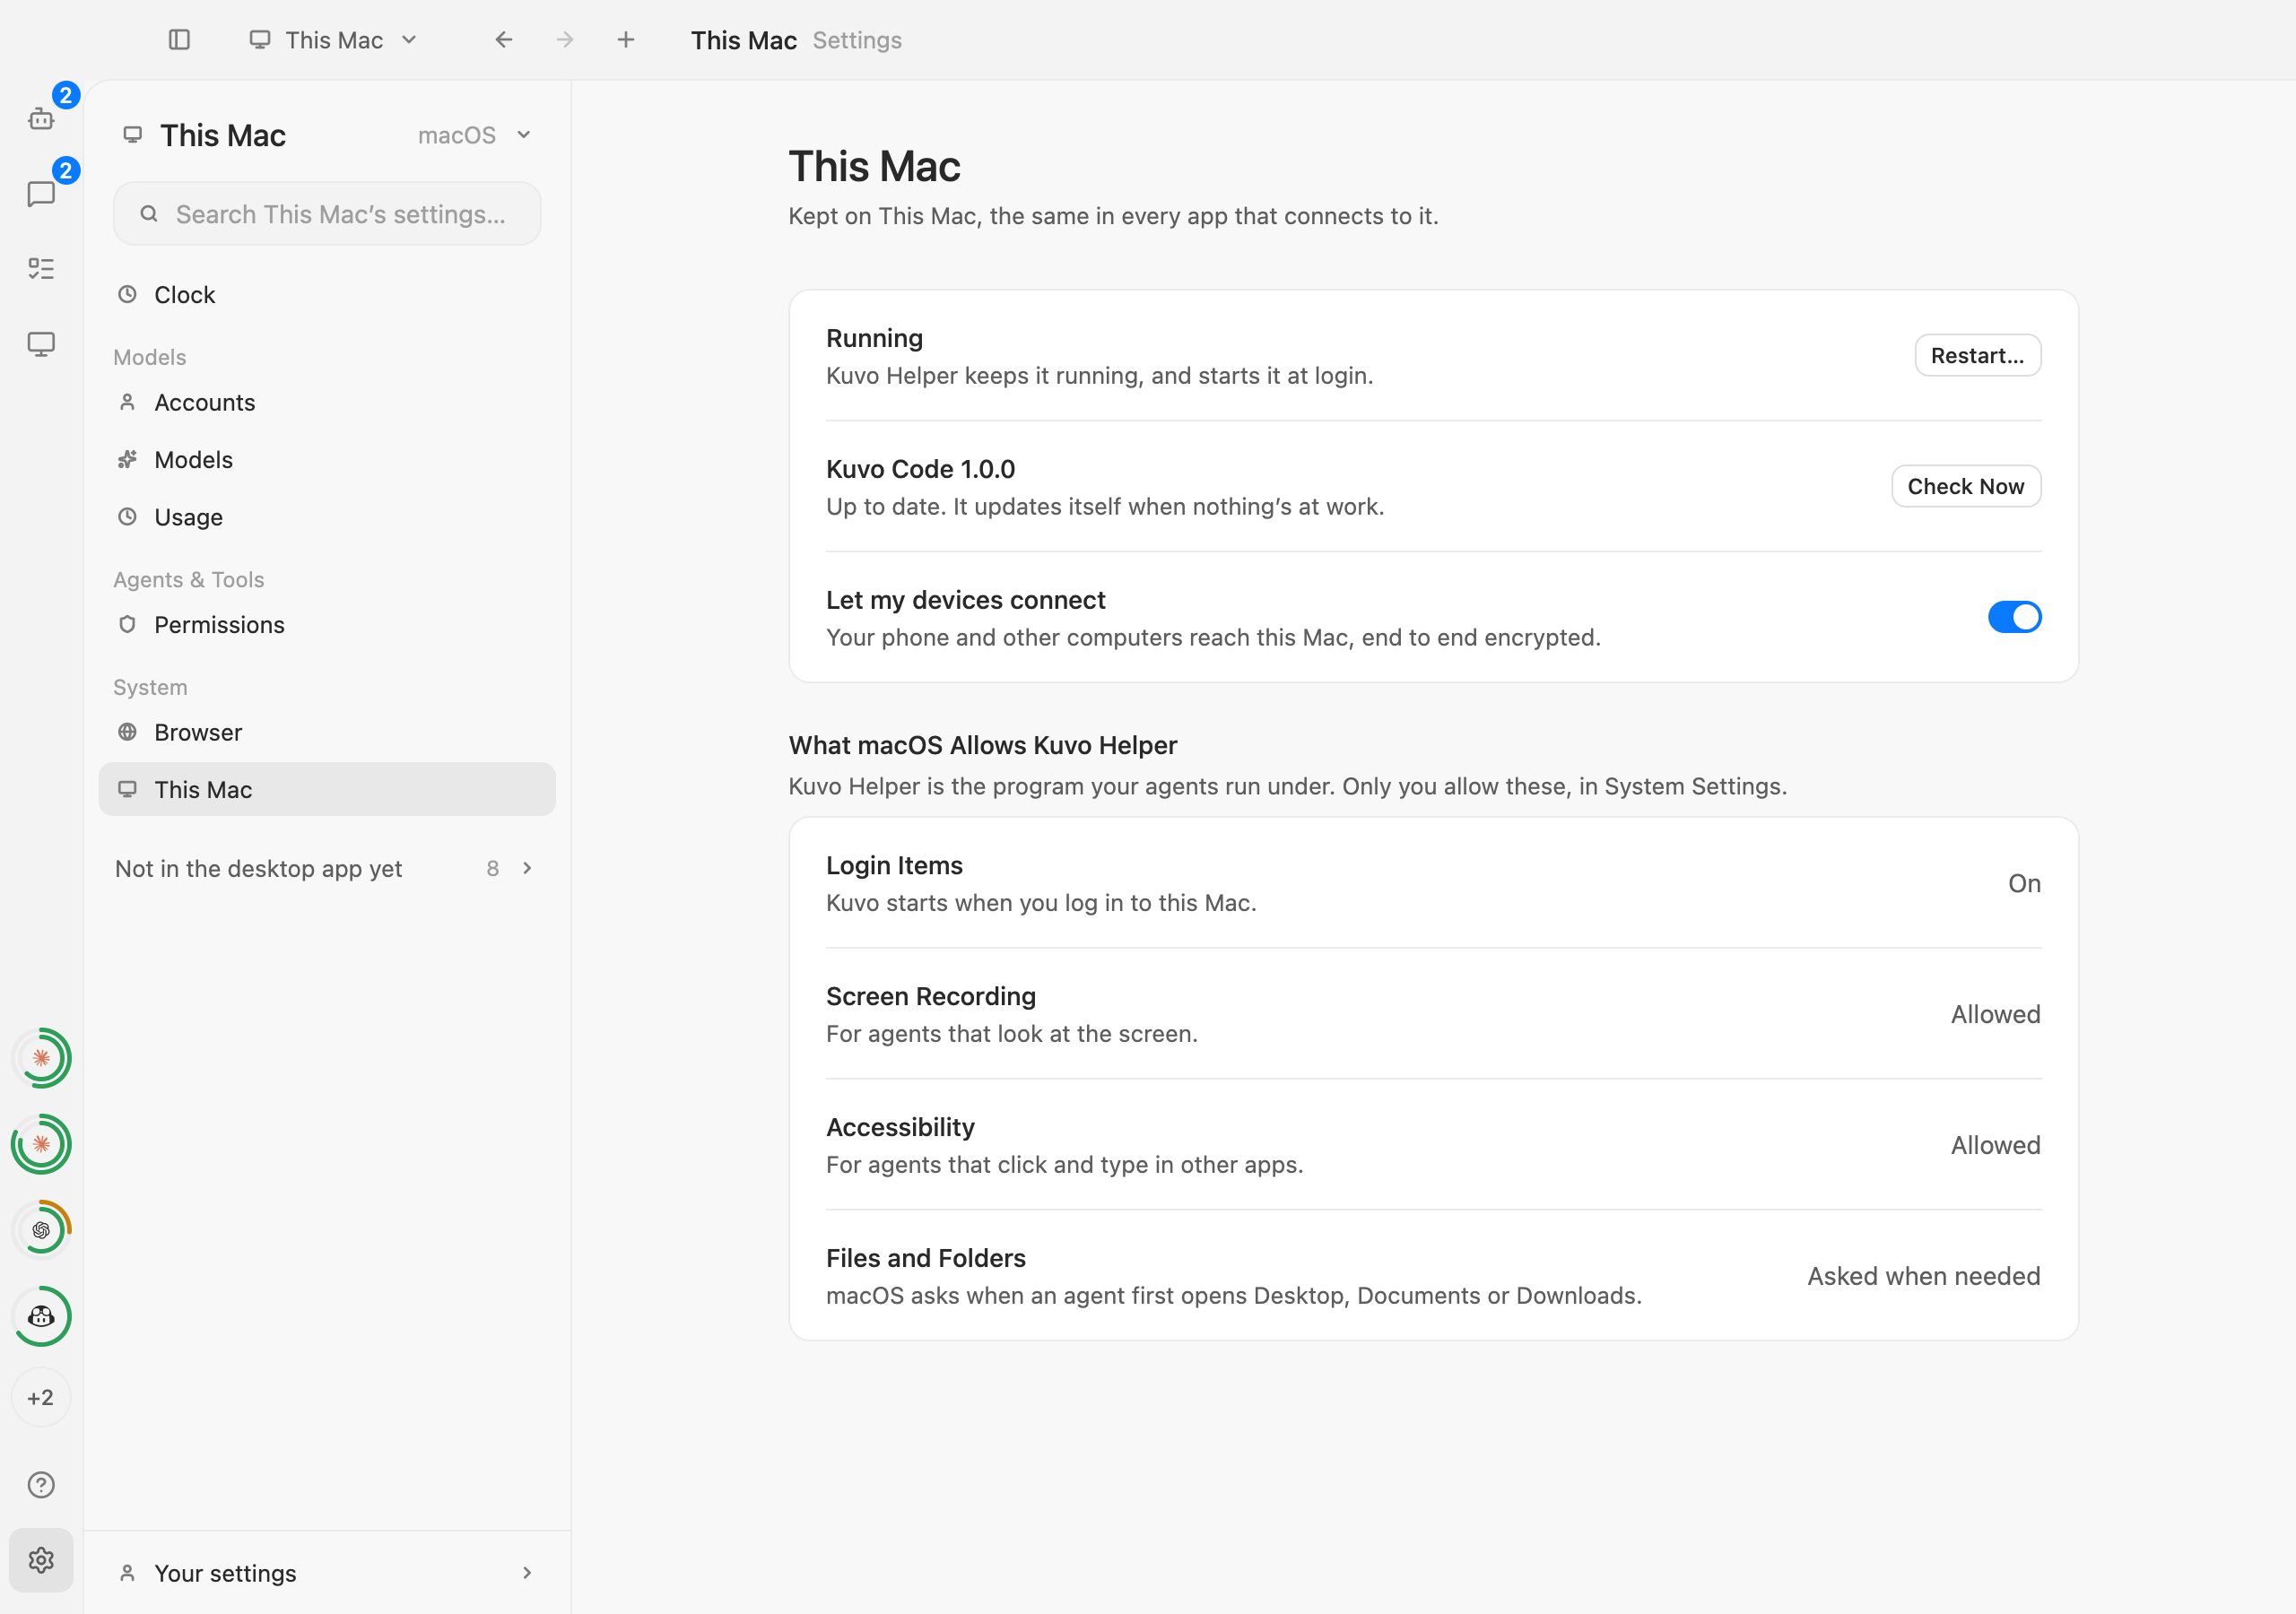 This Mac
This Mac Settings
2
2
This Mac
macOS
Search This Mac’s settings...
Clock
Models
Accounts
Models
Usage
Agents & Tools
Permissions
System
Browser
This Mac
Not in the desktop app yet
8
+2
Your settings
This Mac
Kept on This Mac, the same in every app that connects to it.
Running
Kuvo Helper keeps it running, and starts it at login.
Restart...
Kuvo Code 1.0.0
Up to date. It updates itself when nothing’s at work.
Check Now
Let my devices connect
Your phone and other computers reach this Mac, end to end encrypted.
What macOS Allows Kuvo Helper
Kuvo Helper is the program your agents run under. Only you allow these, in System Settings.
Login Items
Kuvo starts when you log in to this Mac.
On
Screen Recording
For agents that look at the screen.
Allowed
Accessibility
For agents that click and type in other apps.
Allowed
Files and Folders
macOS asks when an agent first opens Desktop, Documents or Downloads.
Asked when needed